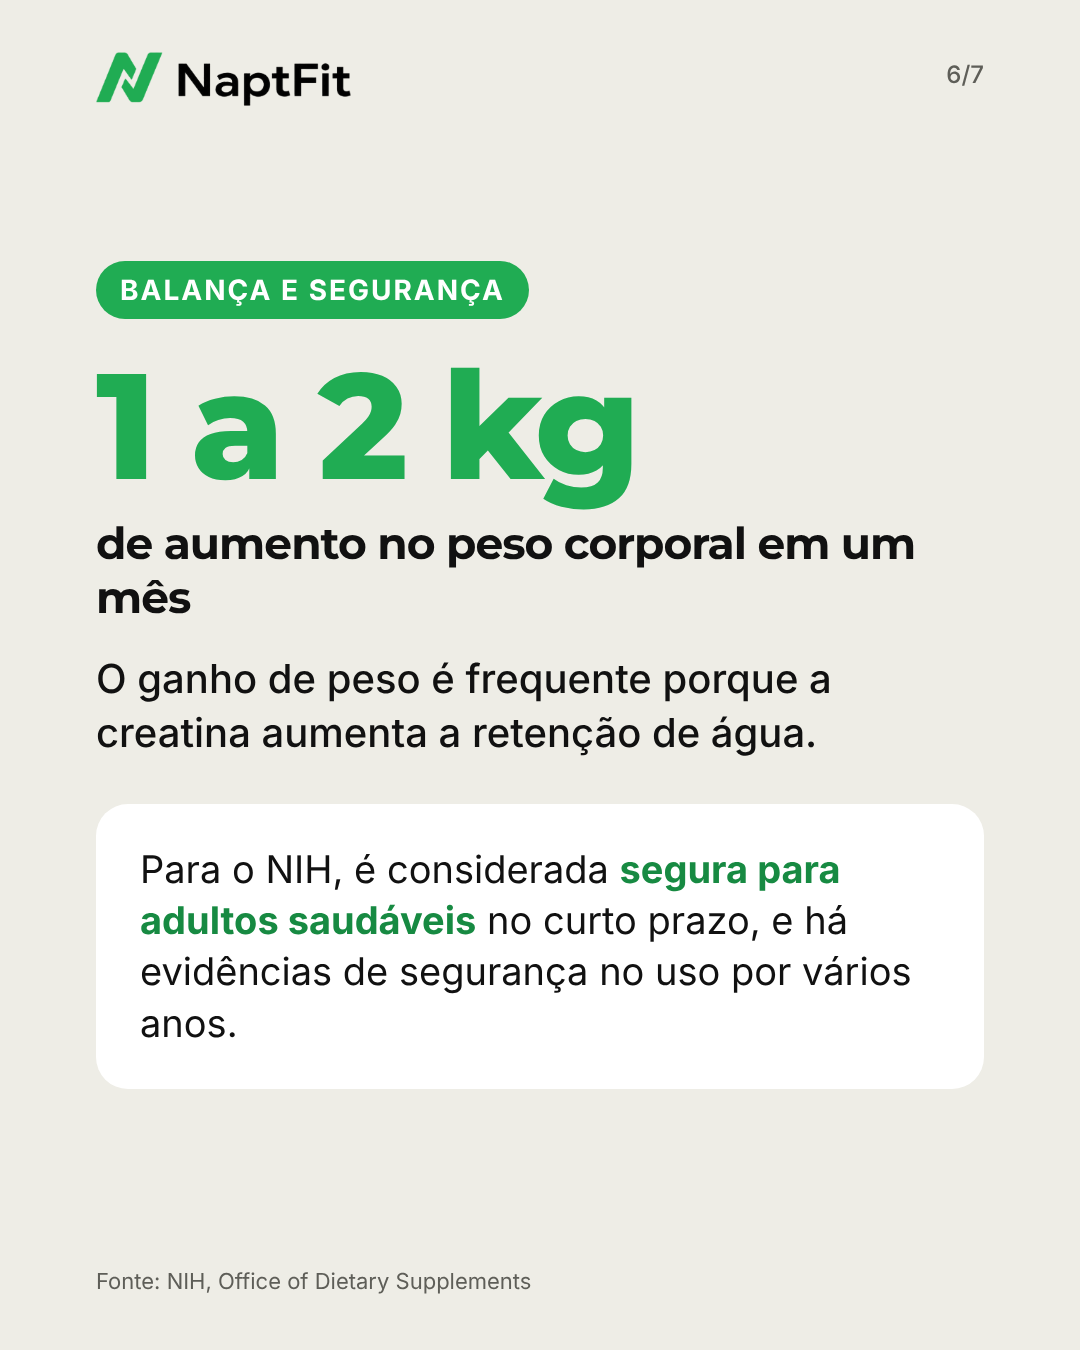 NaptFit
6/7
BALANÇA E SEGURANÇA
1 a 2 kg
de aumento no peso corporal em um
mês
O ganho de peso é frequente porque a
creatina aumenta a retenção de água.
Para o NIH, é considerada segura para
adultos saudáveis no curto prazo, e há
evidências de segurança no uso por vários
anos.
Fonte: NIH, Office of Dietary Supplements